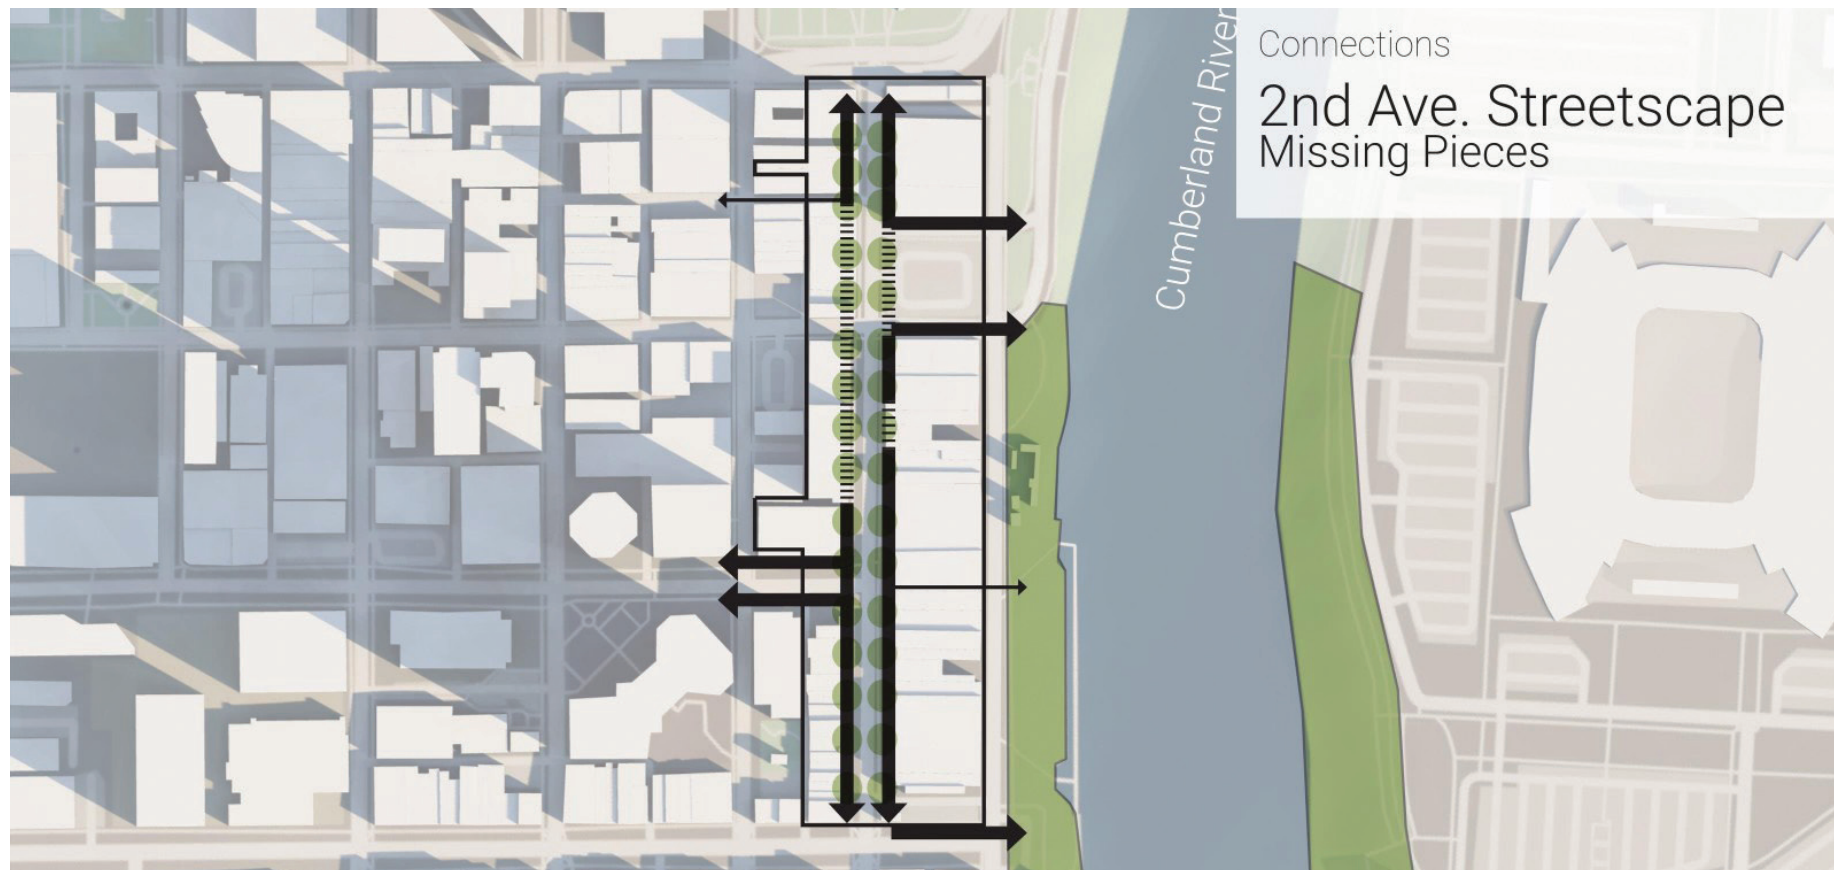 Connections
2nd Ave. Streetscape
Missing Pieces
Cumberland River